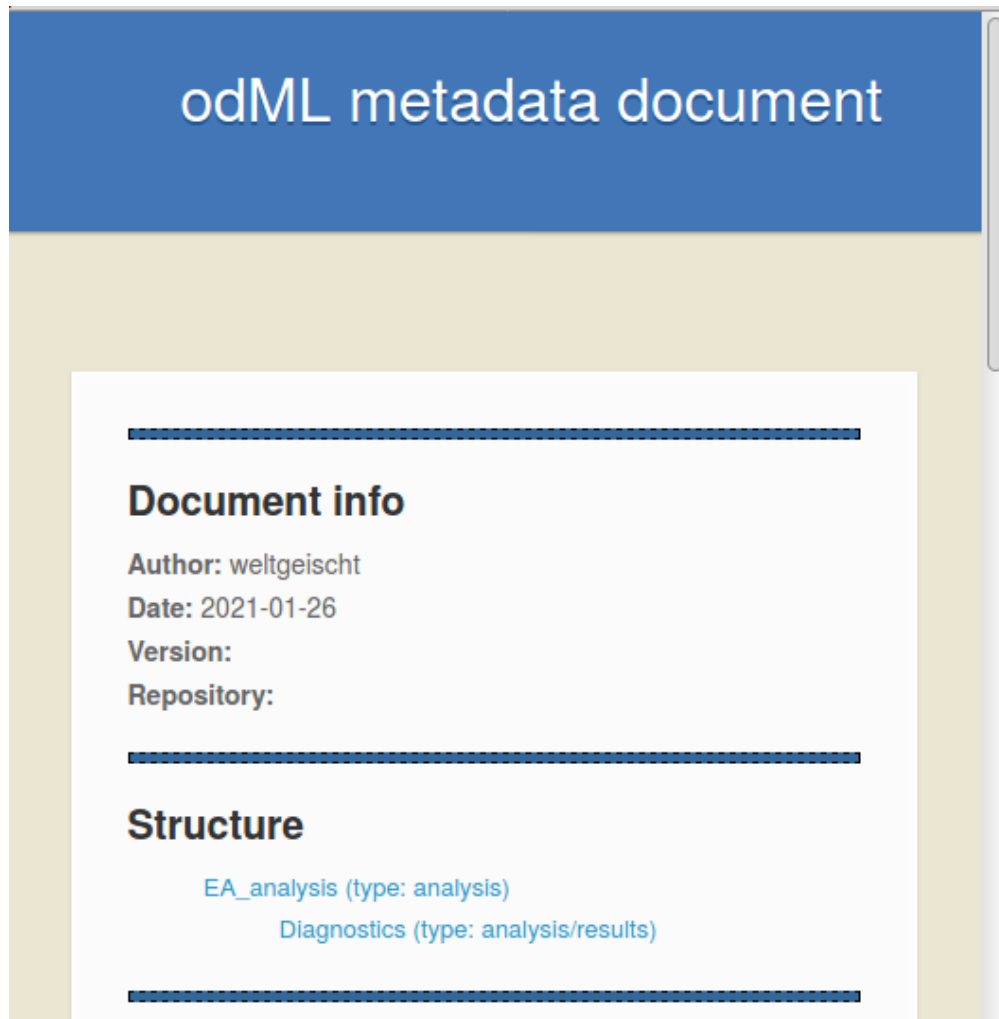 odML metadata document
Document info
Author: weltgeischt
Date: 2021-01-26
Version:
Repository:
Structure
EA_analysis (type: analysis)
Diagnostics (type: analysis/results)